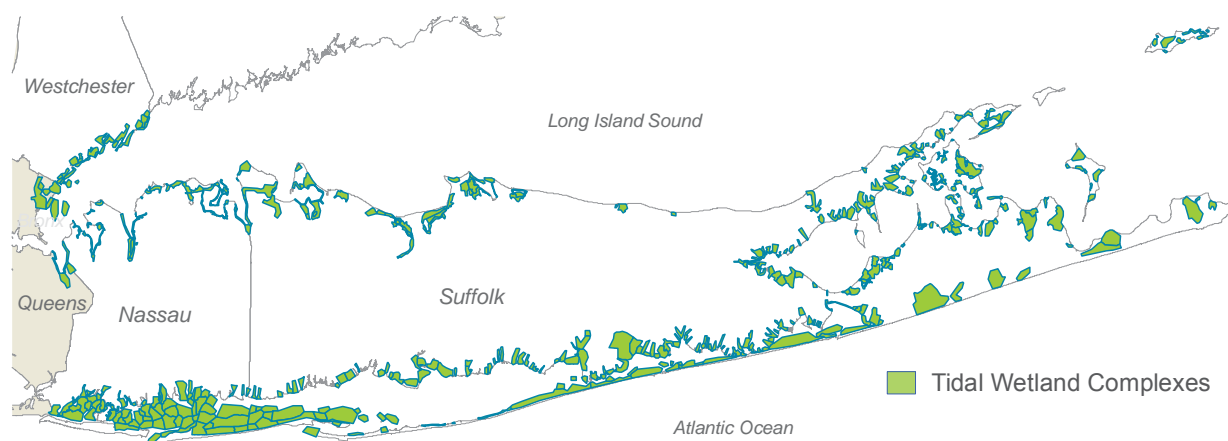 Westchester
Long Island Sound
Queens
Nassau
Suffolk
Tidal Wetland Complexes
Atlantic Ocean